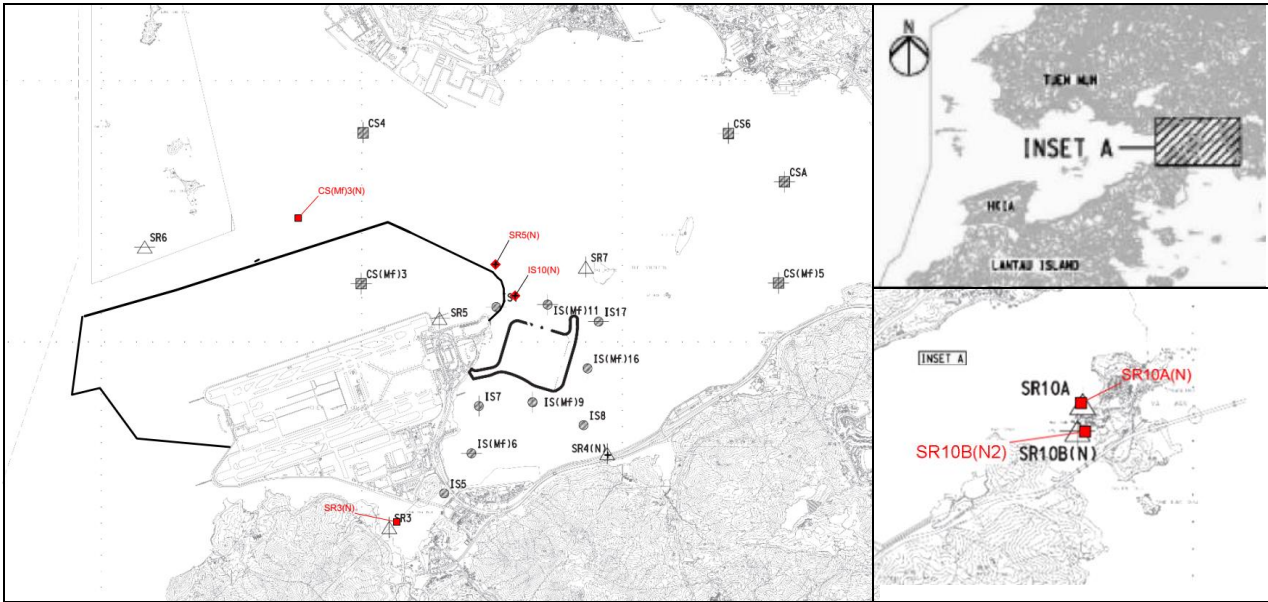 CS4
CS6
CSA
CS(Mf)3(N)
SR5(N)
SR6
SR7
IS10(N)
CS(Mf)3
CS(Mf)5
IS(Mf)11
SR5
IS17
IS(Mf)16
IS7
IS(Mf)9
IS8
IS(Mf)6
SR4(N)
IS5
SR3(N)
SR3
N
TUEN MUN
INSET A
HKIA
LANTAU ISLAND
INSET A
SR10A
SR10A(N)
SR10B(N2)
SR10B(N)